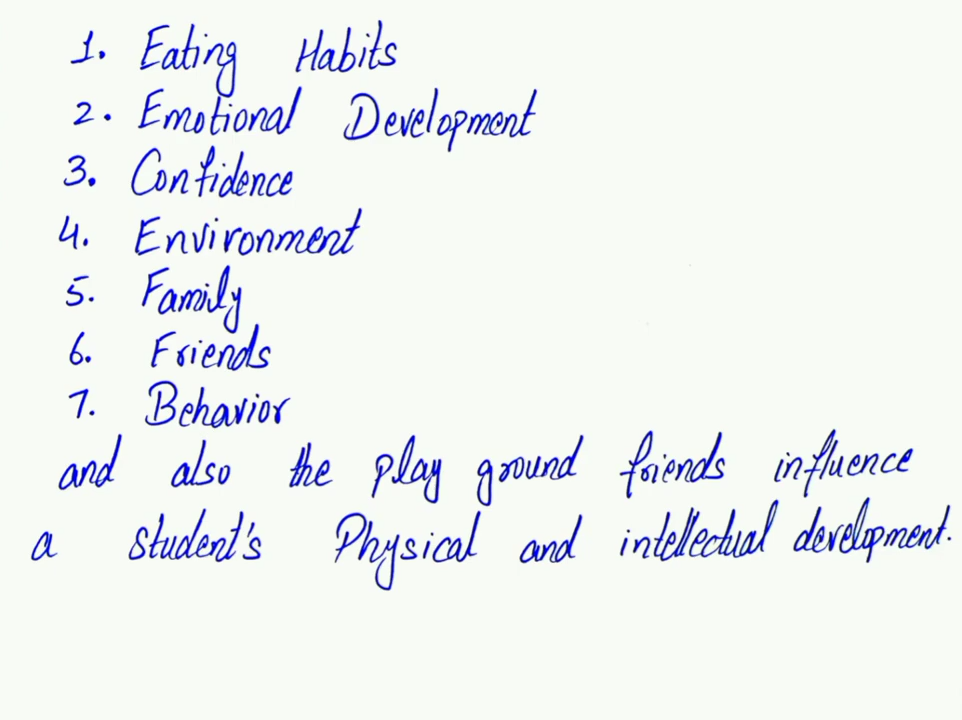 1. Eating Habits
2. Emotional Development
3. Confidence
4. Environment
5. Family
6. Friends
7. Behavior
and also the play ground friends influence
a student's Physical and intellectual development.